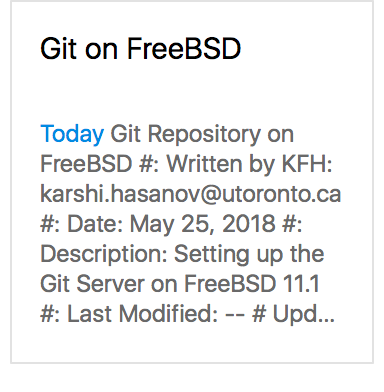 Git on FreeBSD
Today Git Repository on
FreeBSD #: Written by KFH:
karshi.hasanov@utoronto.ca
#: Date: May 25, 2018 #:
Description: Setting up the
Git Server on FreeBSD 11.1
#: Last Modified: -- # Upd...